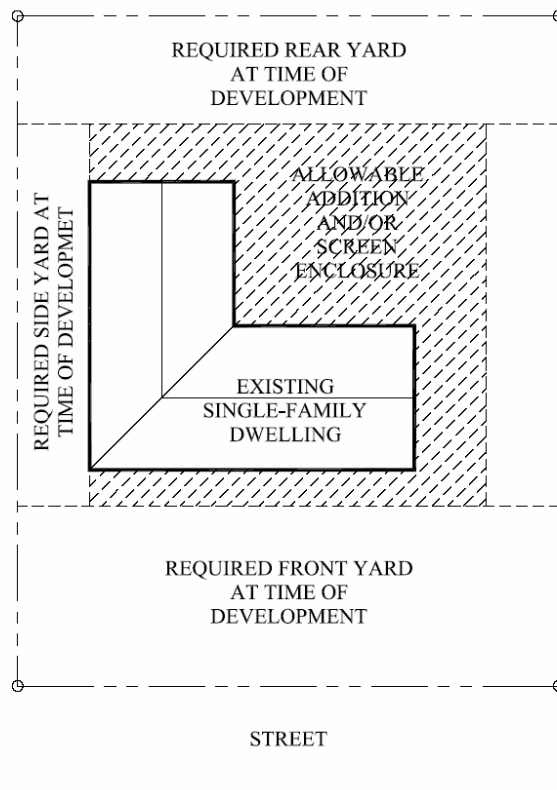 REQUIRED REAR YARD
AT TIME OF
DEVELOPMENT
ALLOWABLE
ADDITION
AND/OR
SCREEN
ENCLOSURE
REQUIRED SIDE YARD AT
TIME OF DEVELOPMET
EXISTING
SINGLE-FAMILY
DWELLING
REQUIRED FRONT YARD
AT TIME OF
DEVELOPMENT
STREET